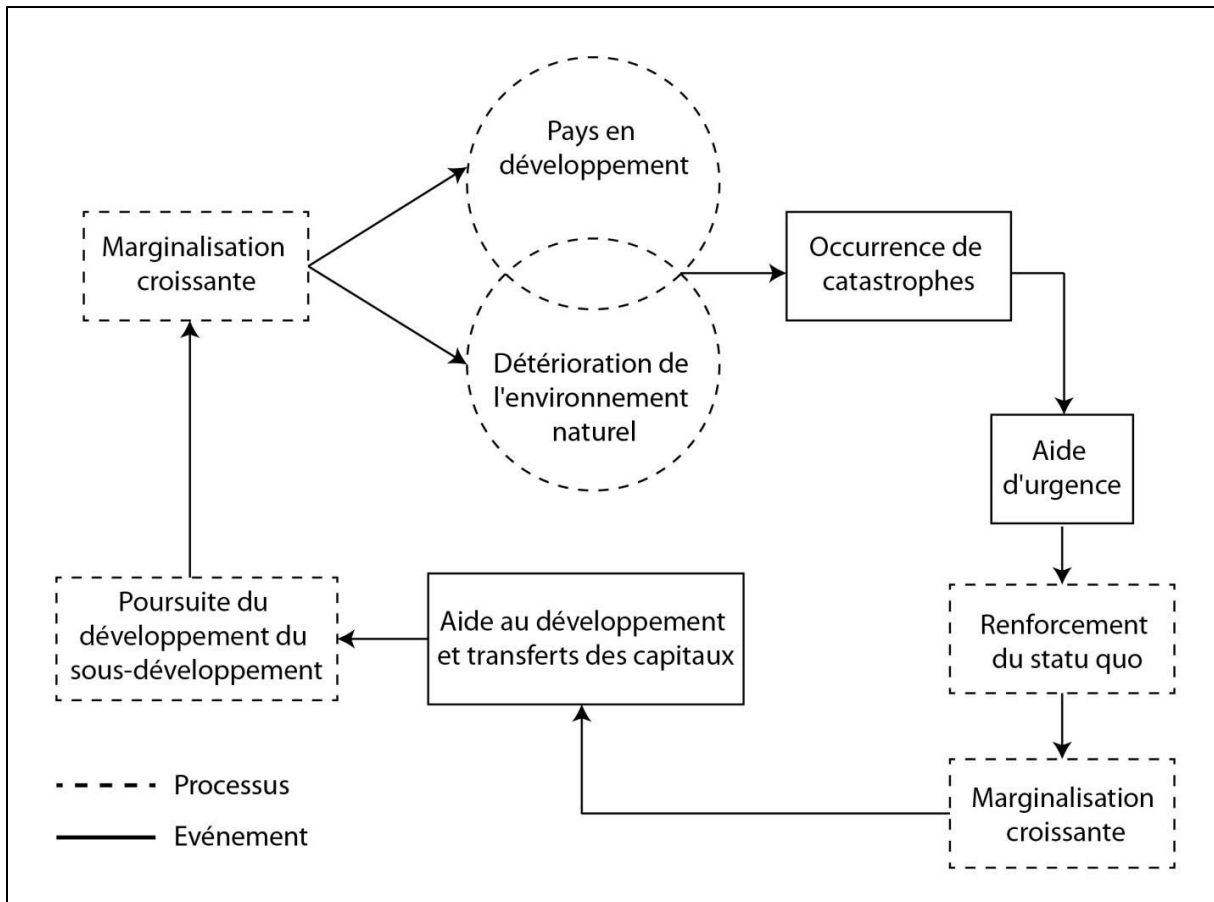 Pays en
développement
Marginalisation
croissante
Occurrence de
catastrophes
Détérioration de
l'environnement
naturel
Aide
d'urgence
Poursuite du
développement du
sous-développement
Aide au développement
et transferts des capitaux
Renforcement
du statu quo
Processus
Evénement
Marginalisation
croissante